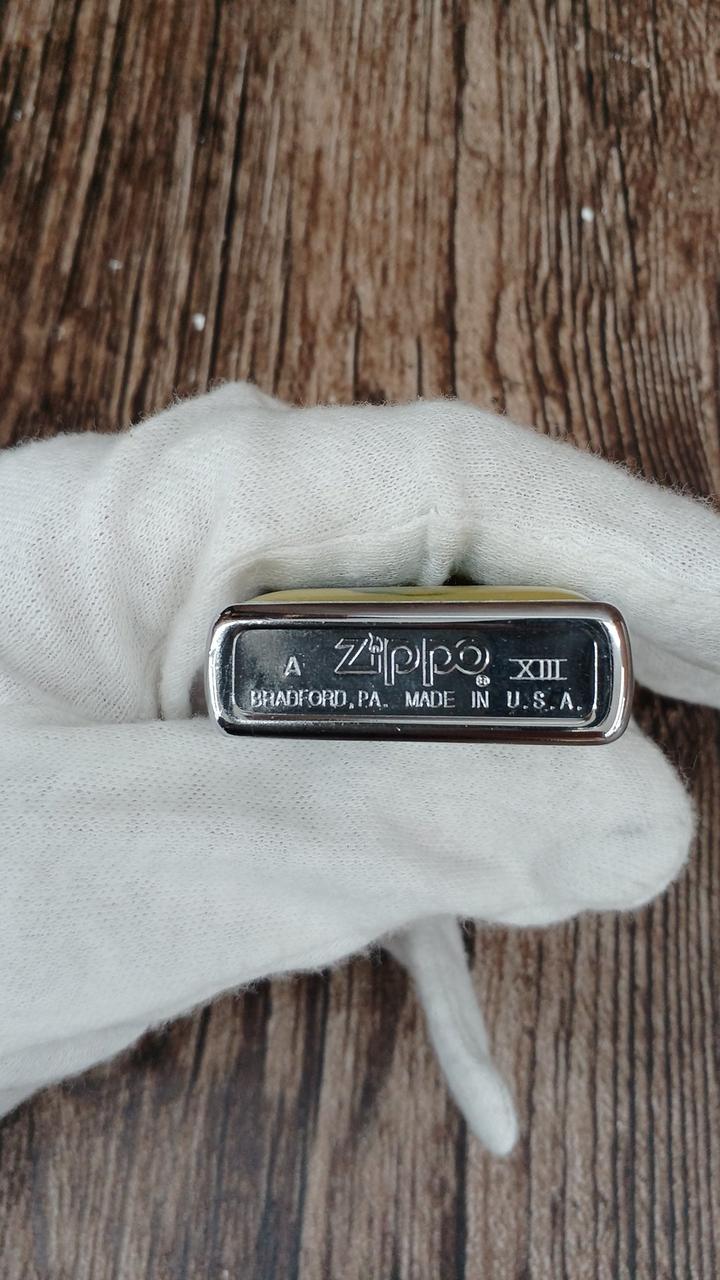 A Zippo® XIII
BRADFORD, PA. MADE IN U.S.A.